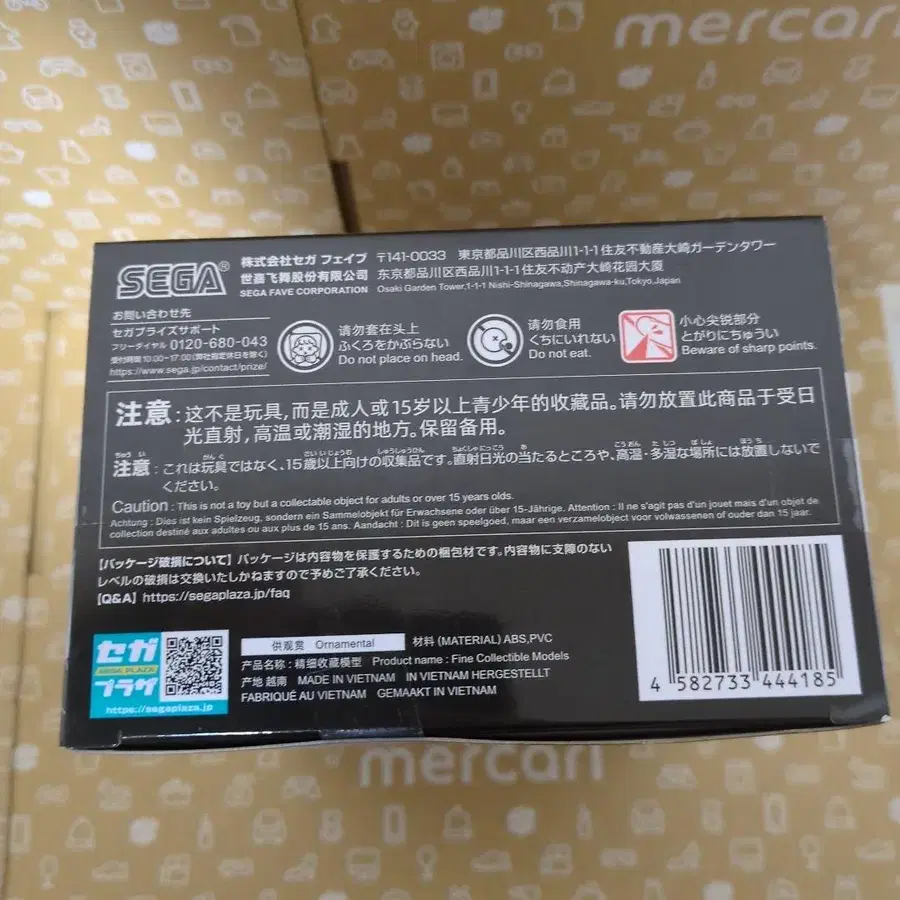 mercari
SEGA®
株式会社セガ フェイブ
世嘉飞舞股份有限公司
SEGA FAVE CORPORATION
〒141-0033 東京都品川区西品川1-1-1住友不動産大崎ガーデンタワー
东京都品川区西品川1-1-1住友不动产大崎花园大厦
Osaki Garden Tower,1-1-1 Nishi-Shinagawa,Shinagawa-ku,Tokyo,Japan
お問い合わせ先
セガプライズサポート
フリーダイヤル 0120-680-043
受付時間 10:00~17:00 (弊社指定休日を除く)
https://www.sega.jp/contact/prize/
请勿套在头上
ふくろをかぶらない
Do not place on head.
请勿食用
くちにいれない
Do not eat.
小心尖锐部分
とがりにちゅうい
Beware of sharp points.
注意:这不是玩具,而是成人或15岁以上青少年的收藏品。请勿放置此商品于受日
光直射,高温或潮湿的地方。保留备用。
注意:これは玩具ではなく、15歳以上向けの収集品です。直射日光の当たるところや、高温・多湿な場所には放置しないで
ください。
Caution : This is not a toy but a collectable object for adults or over 15 years olds.
Achtung : Dies ist kein Spielzeug, sondern ein Sammelobjekt für Erwachsene oder über 15-Jährige. Attention : Il ne s'agit pas d'un jouet mais d'un objet de
collection destiné aux adultes ou aux plus de 15 ans. Aandacht : Dit is geen speelgoed, maar een verzamelobject voor volwassenen of ouder dan 15 jaar.
【パッケージ破損について】パッケージは内容物を保護するための梱包材です。内容物に支障のない
レベルの破損は交換いたしかねますので予めご了承ください。
【Q&A】https://segaplaza.jp/faq
セガ
SEGA PLAZA
プラザ
https://segaplaza.jp
供观赏 Ornamental 材料 (MATERIAL) ABS,PVC
产品名称:精细收藏模型 Product name : Fine Collectible Models
产地 越南 MADE IN VIETNAM IN VIETNAM HERGESTELLT
FABRIQUÉ AU VIETNAM GEMAAKT IN VIETNAM
4 582733 444185
mercari